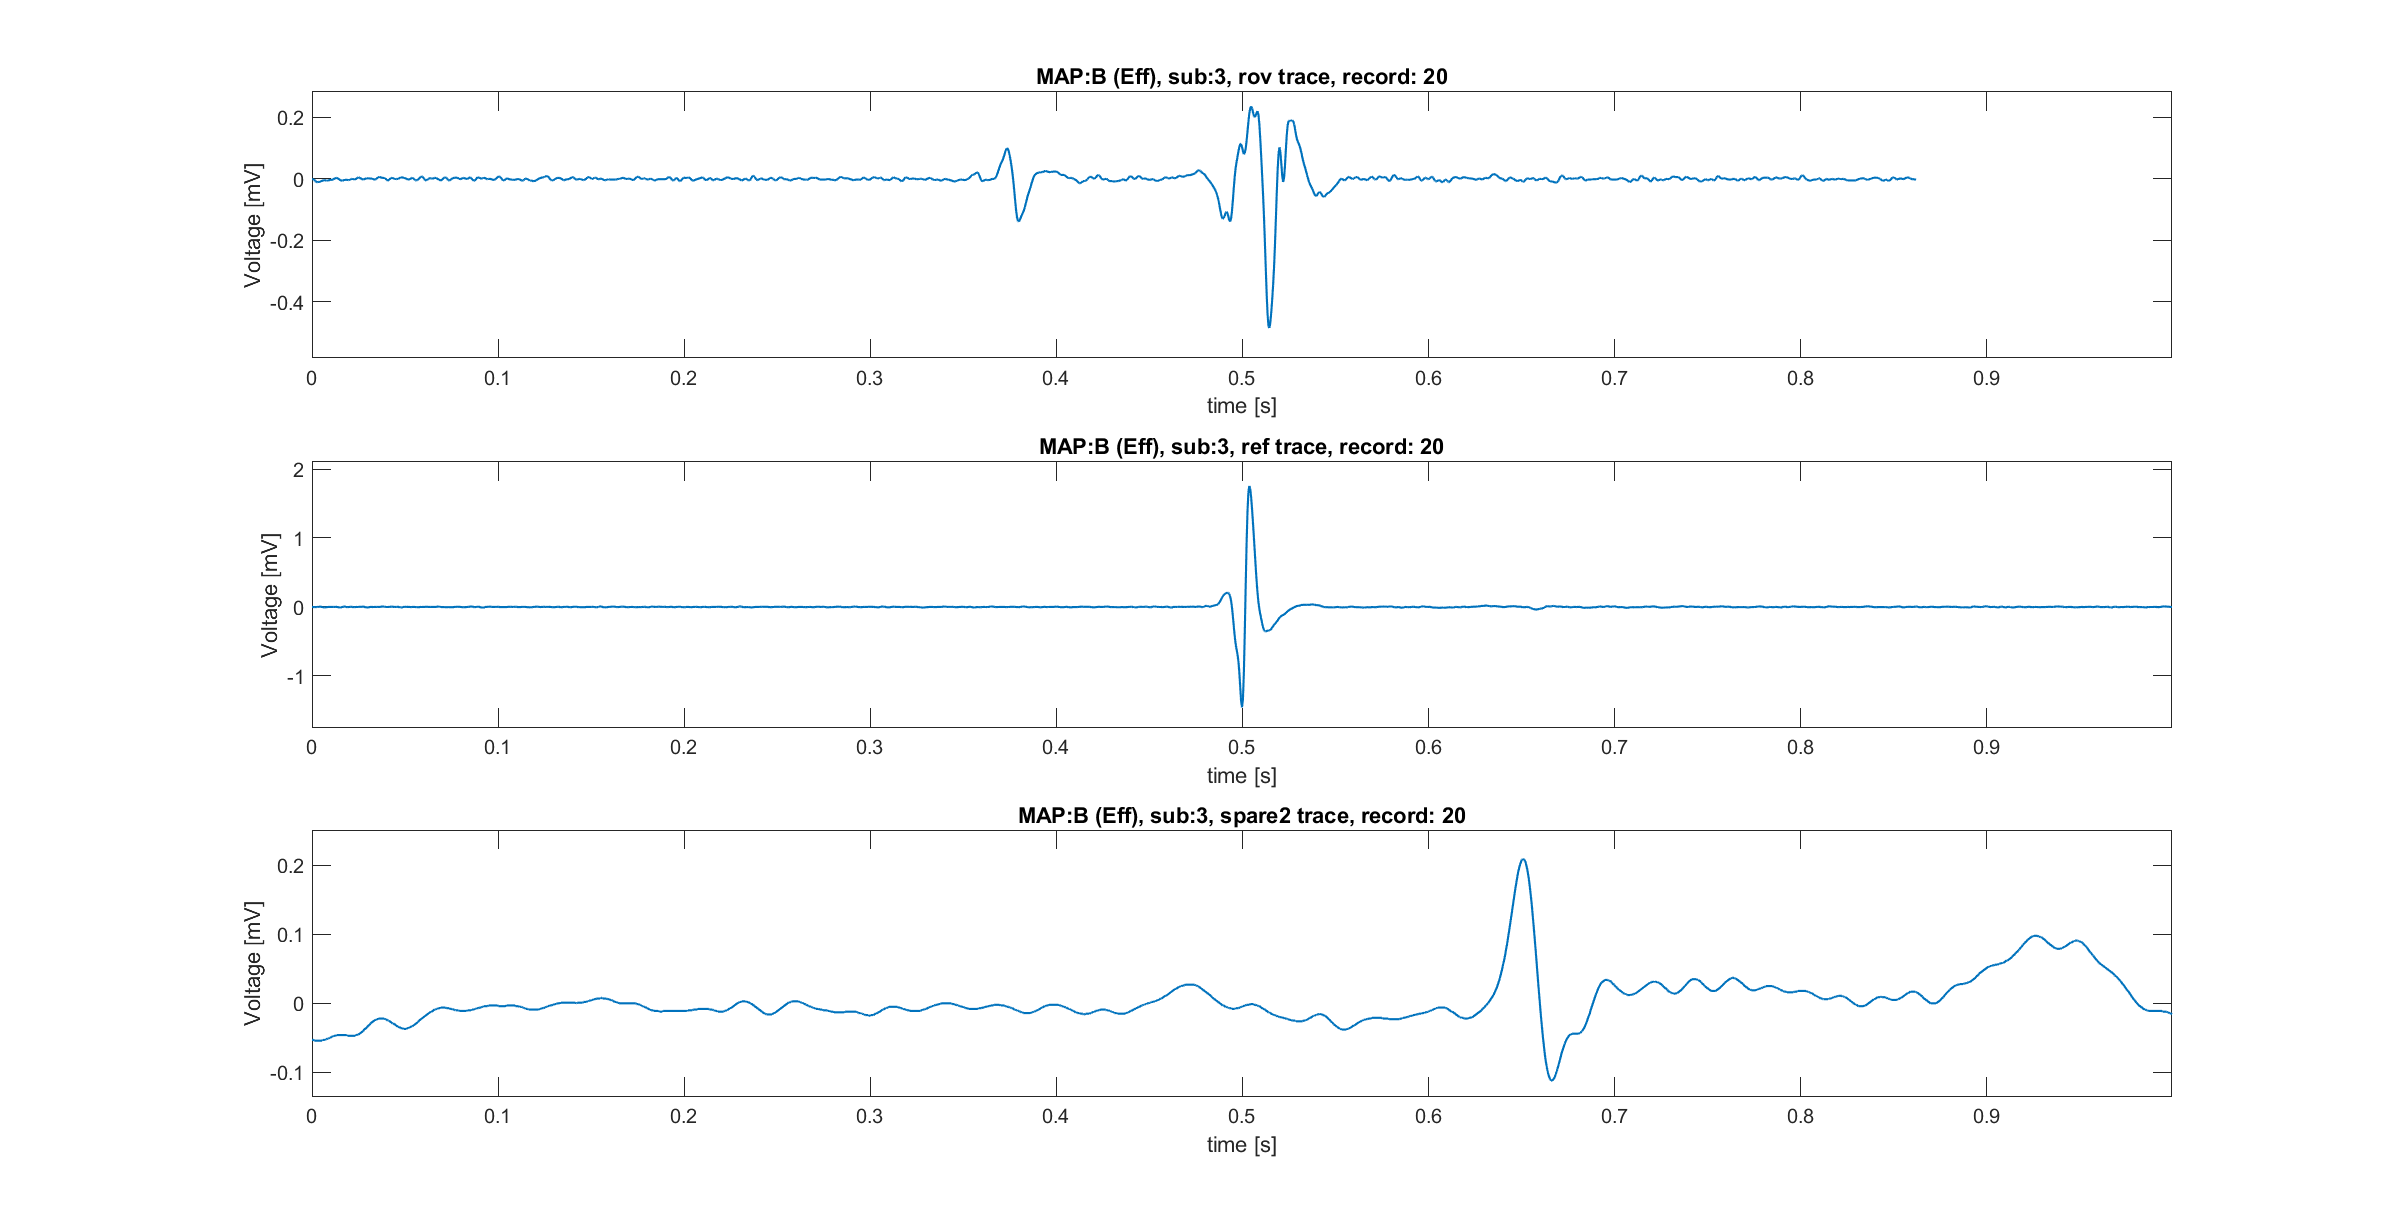 MAP:B (Eff), sub:3, rov trace, record: 20
Voltage [mV]
0.2
0
-0.2
-0.4
0 0.1 0.2 0.3 0.4 0.5 0.6 0.7 0.8 0.9
time [s]
MAP:B (Eff), sub:3, ref trace, record: 20
Voltage [mV]
2
1
0
-1
0 0.1 0.2 0.3 0.4 0.5 0.6 0.7 0.8 0.9
time [s]
MAP:B (Eff), sub:3, spare2 trace, record: 20
Voltage [mV]
0.2
0.1
0
-0.1
0 0.1 0.2 0.3 0.4 0.5 0.6 0.7 0.8 0.9
time [s]